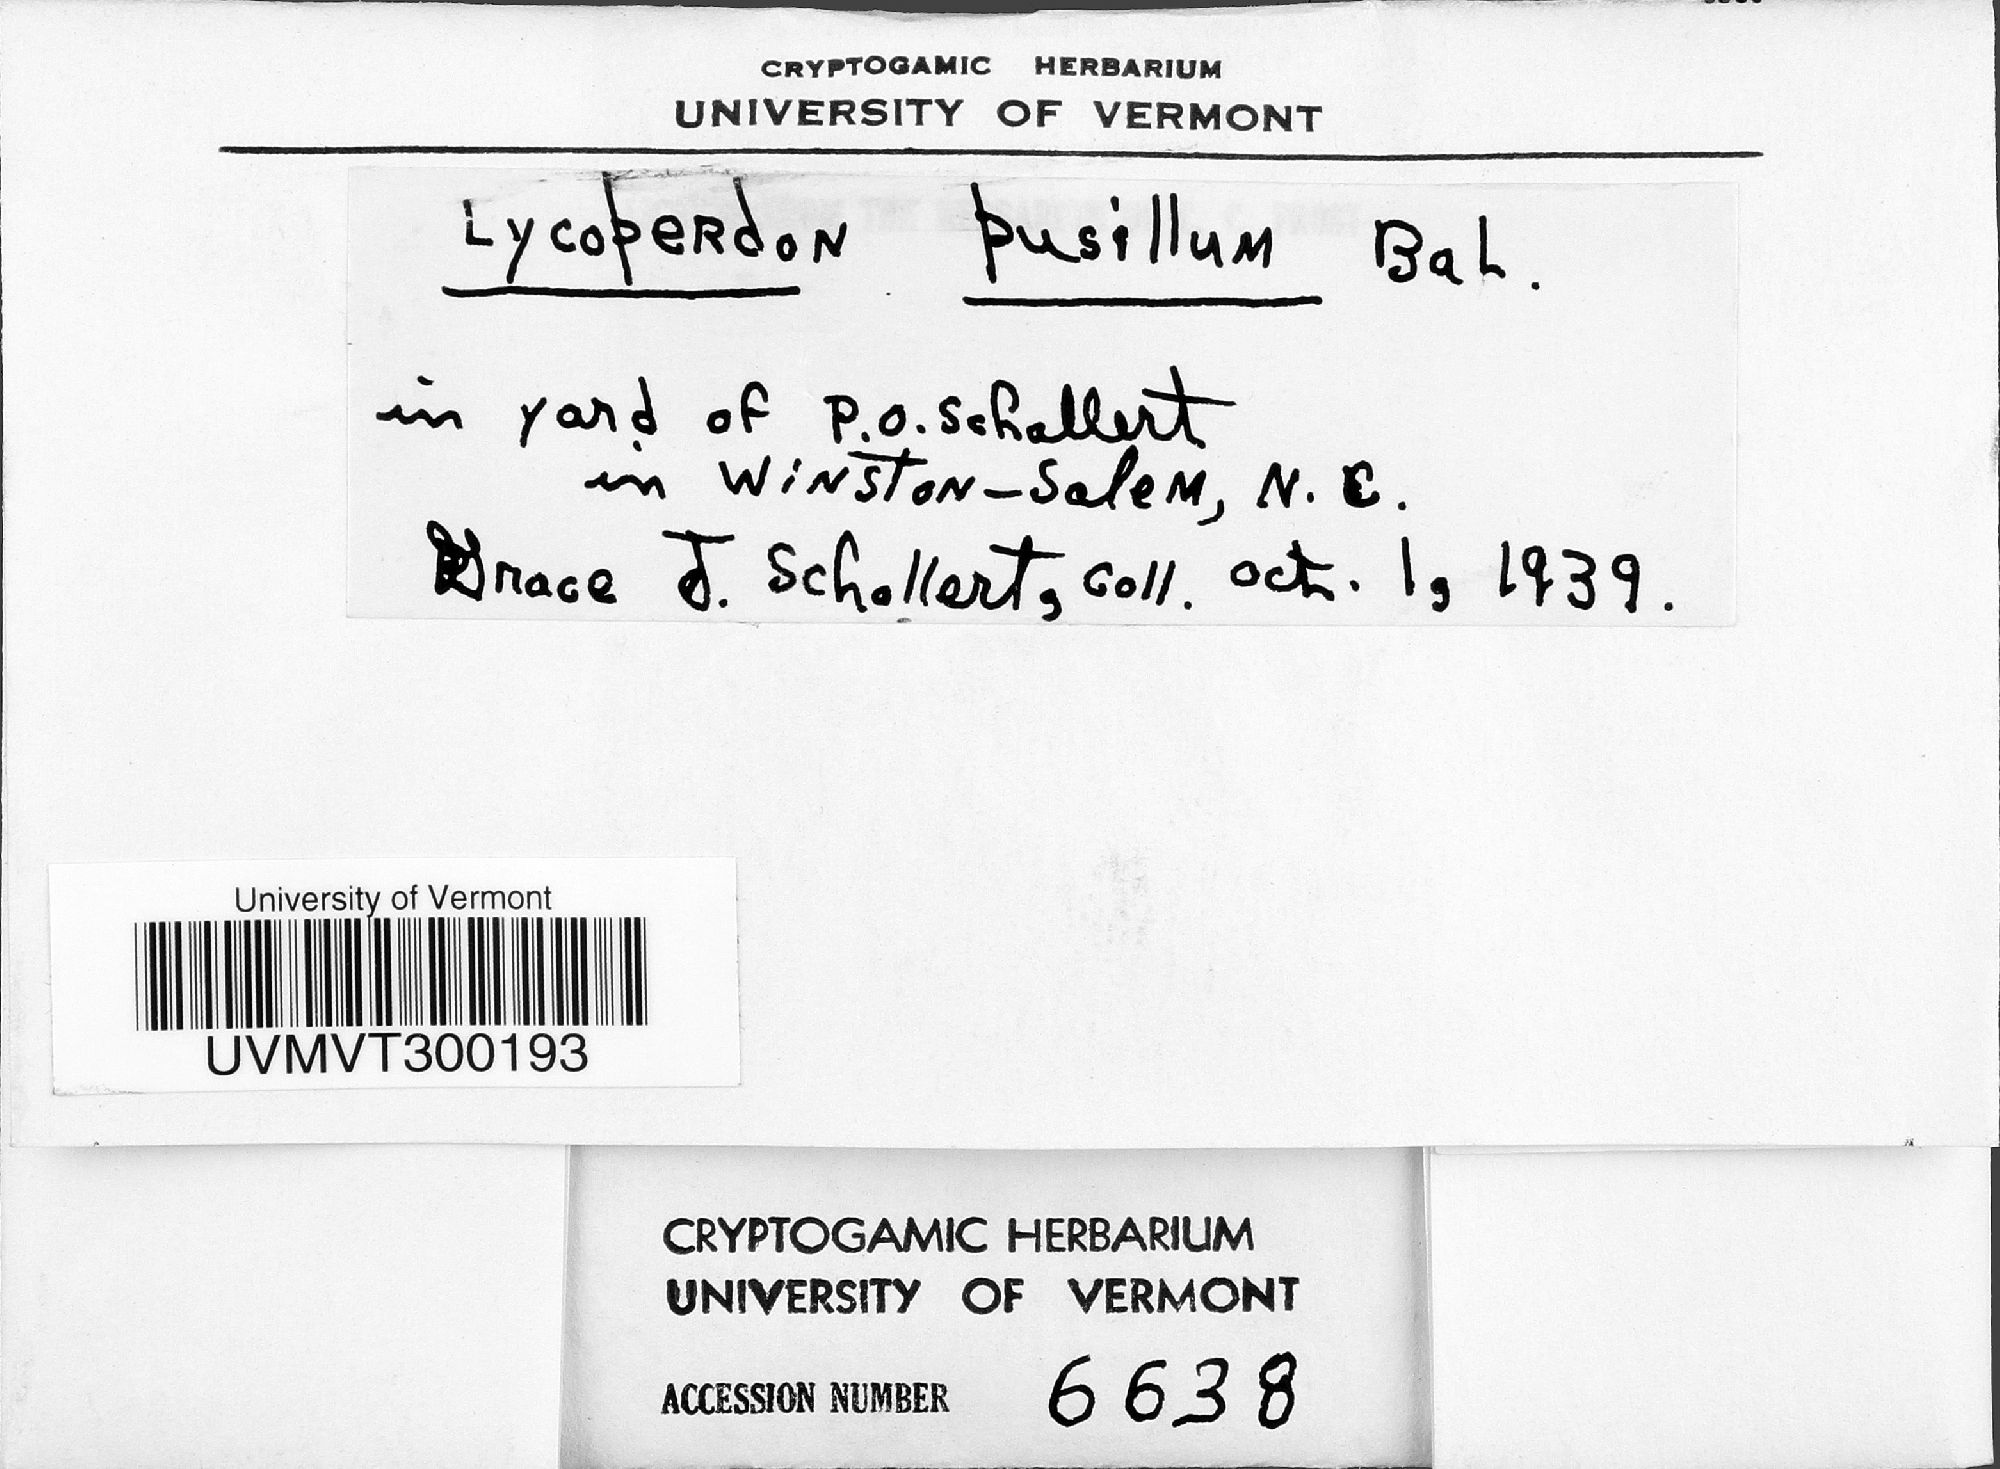 CRYPTOGAMIC HERBARIUM
UNIVERSITY OF VERMONT
Lycoperdon pusillum Bat.
in yard of P.O. Schallert
in Winston-Salem, N. C.
Grace J. Schallert, Coll. Oct. 1, 1939.
University of Vermont
UVMVT300193
CRYPTOGAMIC HERBARIUM
UNIVERSITY OF VERMONT
ACCESSION NUMBER 6638